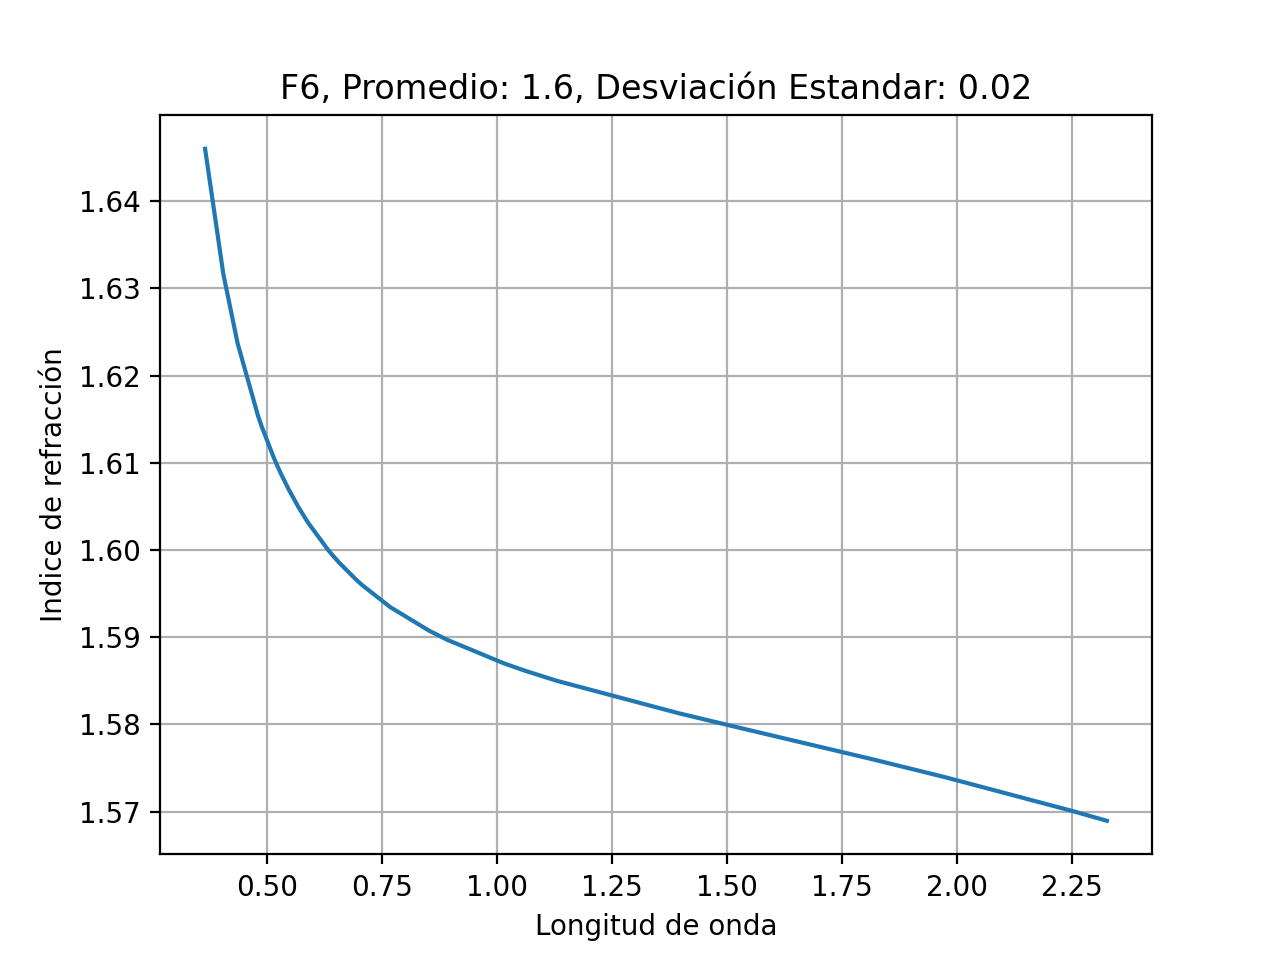 F6, Promedio: 1.6, Desviación Estandar: 0.02
1.64
1.63
1.62
1.61
1.60
1.59
1.58
1.57
Indice de refracción
0.50 0.75 1.00 1.25 1.50 1.75 2.00 2.25
Longitud de onda